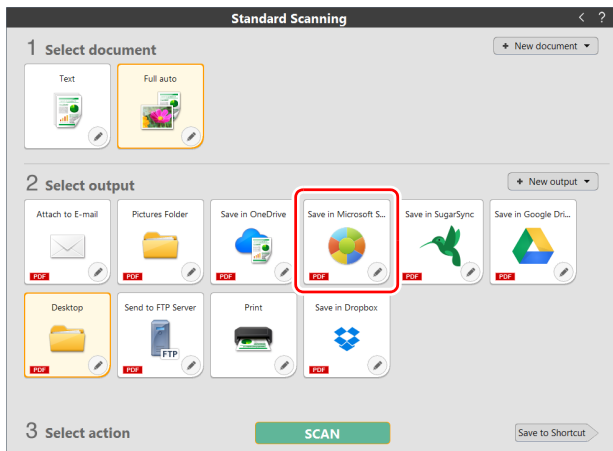 Standard Scanning < ?
1 Select document
+ New document
Text
Full auto
2 Select output
+ New output
Attach to E-mail
Pictures Folder
Save in OneDrive
Save in Microsoft S...
Save in SugarSync
Save in Google Dri...
PDF
PDF
PDF
PDF
PDF
PDF
Desktop
Send to FTP Server
Print
Save in Dropbox
FTP
PDF
PDF
PDF
3 Select action
SCAN
Save to Shortcut